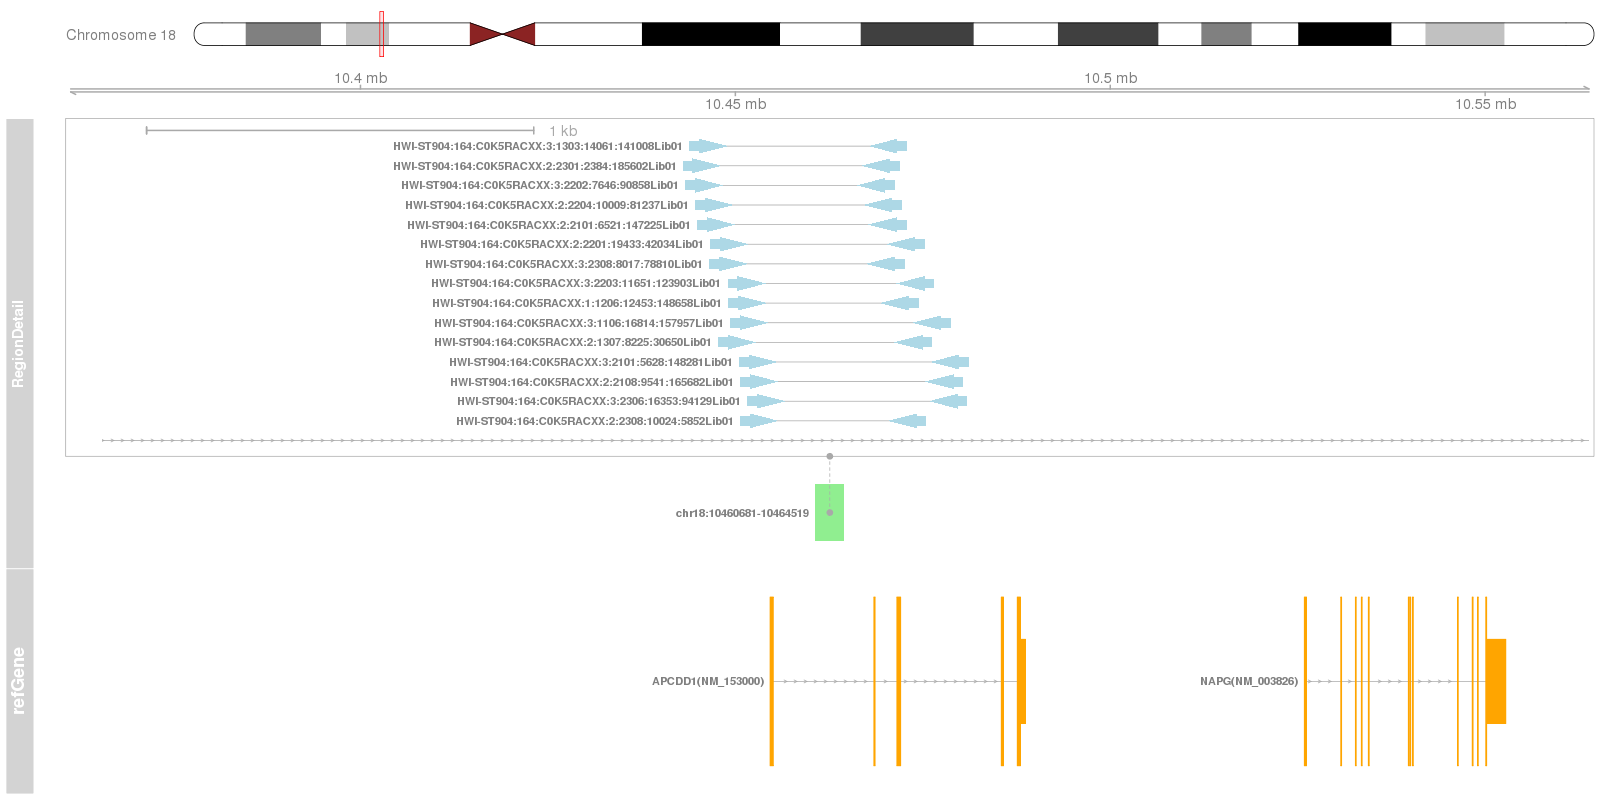 Chromosome 18
10.4 mb
10.5 mb
10.45 mb
10.55 mb
1 kb
HWI-ST904:164:C0K5RACXX:3:1303:14061:141008Lib01
HWI-ST904:164:C0K5RACXX:2:2301:2384:185602Lib01
HWI-ST904:164:C0K5RACXX:3:2202:7646:90858Lib01
HWI-ST904:164:C0K5RACXX:2:2204:10009:81237Lib01
HWI-ST904:164:C0K5RACXX:2:2101:6521:147225Lib01
HWI-ST904:164:C0K5RACXX:2:2201:19433:42034Lib01
HWI-ST904:164:C0K5RACXX:3:2308:8017:78810Lib01
HWI-ST904:164:C0K5RACXX:3:2203:11651:123903Lib01
HWI-ST904:164:C0K5RACXX:1:1206:12453:148658Lib01
HWI-ST904:164:C0K5RACXX:3:1106:16814:157957Lib01
HWI-ST904:164:C0K5RACXX:2:1307:8225:30650Lib01
HWI-ST904:164:C0K5RACXX:3:2101:5628:148281Lib01
HWI-ST904:164:C0K5RACXX:2:2108:9541:165682Lib01
HWI-ST904:164:C0K5RACXX:3:2306:16353:94129Lib01
HWI-ST904:164:C0K5RACXX:2:2308:10024:5852Lib01
RegionDetail
chr18:10460681-10464519
refGene
APCDD1(NM_153000)
NAPG(NM_003826)